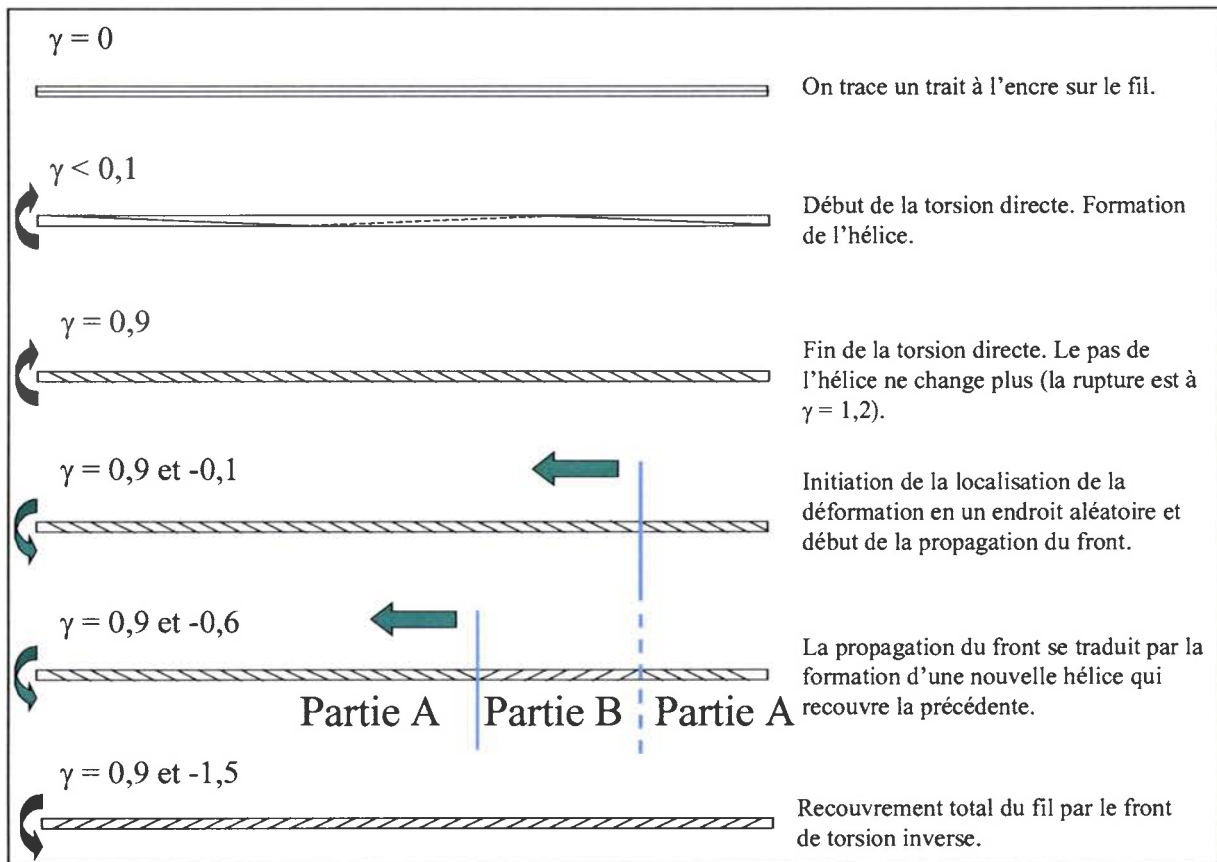 γ = 0
On trace un trait à l'encre sur le fil.
γ < 0,1
Début de la torsion directe. Formation
de l'hélice.
γ = 0,9
Fin de la torsion directe. Le pas de
l'hélice ne change plus (la rupture est à
γ = 1,2).
γ = 0,9 et -0,1
Initiation de la localisation de la
déformation en un endroit aléatoire et
début de la propagation du front.
γ = 0,9 et -0,6
La propagation du front se traduit par la
formation d'une nouvelle hélice qui
recouvre la précédente.
Partie A Partie B Partie A
γ = 0,9 et -1,5
Recouvrement total du fil par le front
de torsion inverse.